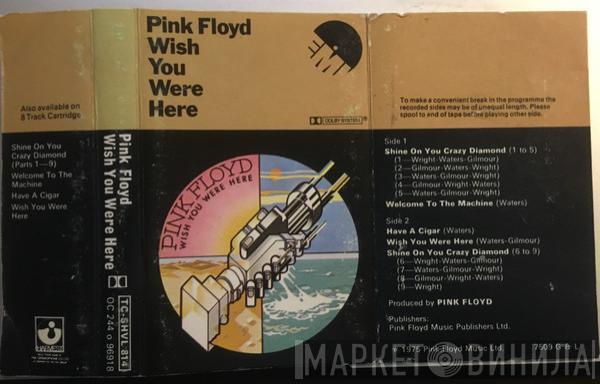 Also available on
8 Track Cartridge
Shine On You
Crazy Diamond
(Parts 1—9)
Welcome To The
Machine
Have A Cigar
Wish You Were
Here
HARVEST
Pink Floyd
Wish You Were Here
TC-SHVL 814
OC 244 o 96918
Pink Floyd
Wish
You
Were
Here
EMI
DOLBY SYSTEM
PINK FLOYD
WISH YOU WERE HERE
To make a convenient break in the programme the
recorded sides may be of unequal length. Please
spool to end of tape before playing other side.
Side 1
Shine On You Crazy Diamond (1 to 5)
(1—Wright-Waters-Gilmour)
(2—Gilmour-Waters-Wright)
(3—Waters-Gilmour-Wright)
(4—Gilmour-Waters-Wright)
(5—Waters-Gilmour-Wright)
Welcome To The Machine (Waters)
Side 2
Have A Cigar (Waters)
Wish You Were Here (Waters-Gilmour)
Shine On You Crazy Diamond (6 to 9)
(6—Wright-Waters-Gilmour)
(7—Waters-Gilmour-Wright)
(8—Gilmour-Waters-Wright)
(9—Wright)
Produced by PINK FLOYD
Publishers:
Pink Floyd Music Publishers Ltd.
℗ 1975 Pink Floyd Music Ltd.
7509 G & L
МАРКЕТ ВИНИЛА